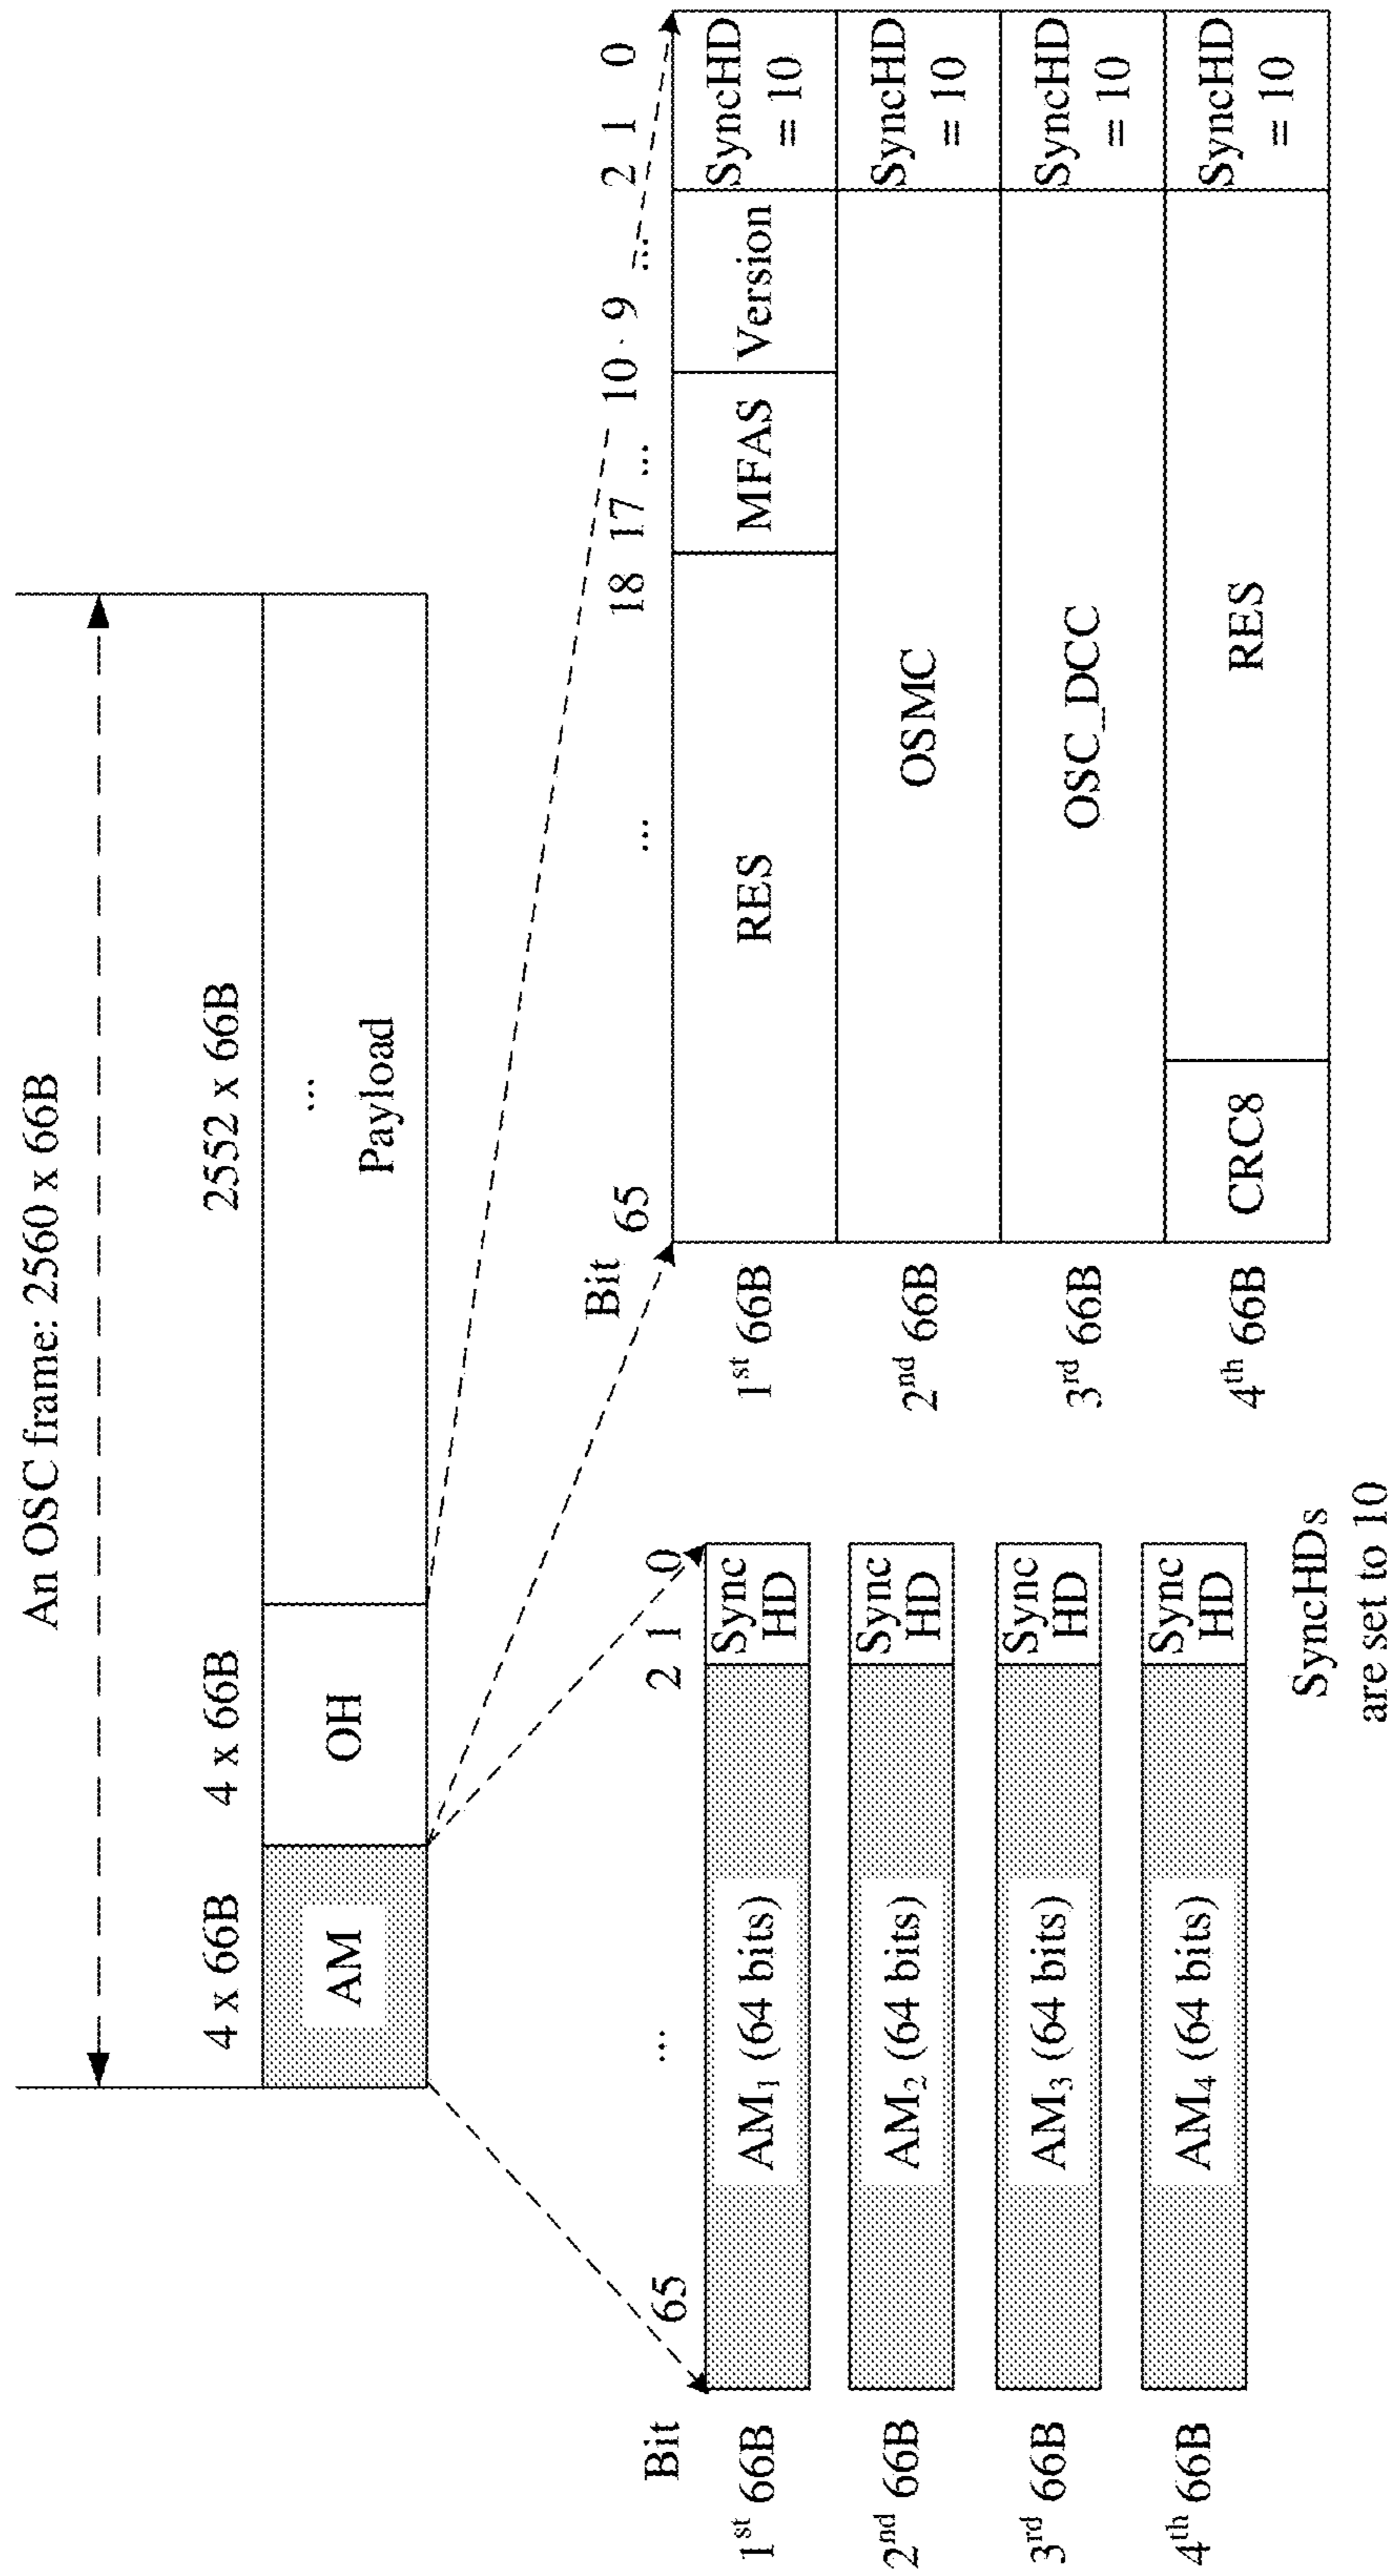 An OSC frame: 2560 x 66B
4 x 66B
4 x 66B
2552 x 66B
AM
OH
...
Payload
Bit
65
...
2
1
0
1st 66B
AM1 (64 bits)
Sync
HD
2nd 66B
AM2 (64 bits)
Sync
HD
3rd 66B
AM3 (64 bits)
Sync
HD
4th 66B
AM4 (64 bits)
Sync
HD
SyncHDs
are set to 10
Bit
65
...
18
17
...
10
9
...
2
1
0
1st 66B
RES
MFAS
Version
SyncHD
= 10
2nd 66B
OSMC
SyncHD
= 10
3rd 66B
OSC_DCC
SyncHD
= 10
4th 66B
CRC8
RES
SyncHD
= 10